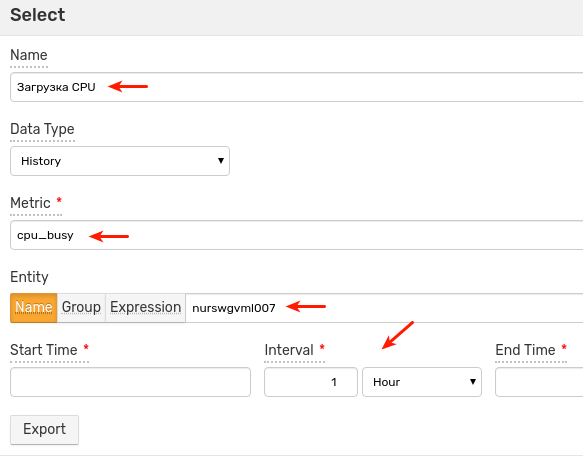 Select
Name
Загрузка CPU
Data Type
History
Metric *
cpu_busy
Entity
Name Group Expression nurswgvml007
Start Time * Interval * End Time *
1 Hour
Export